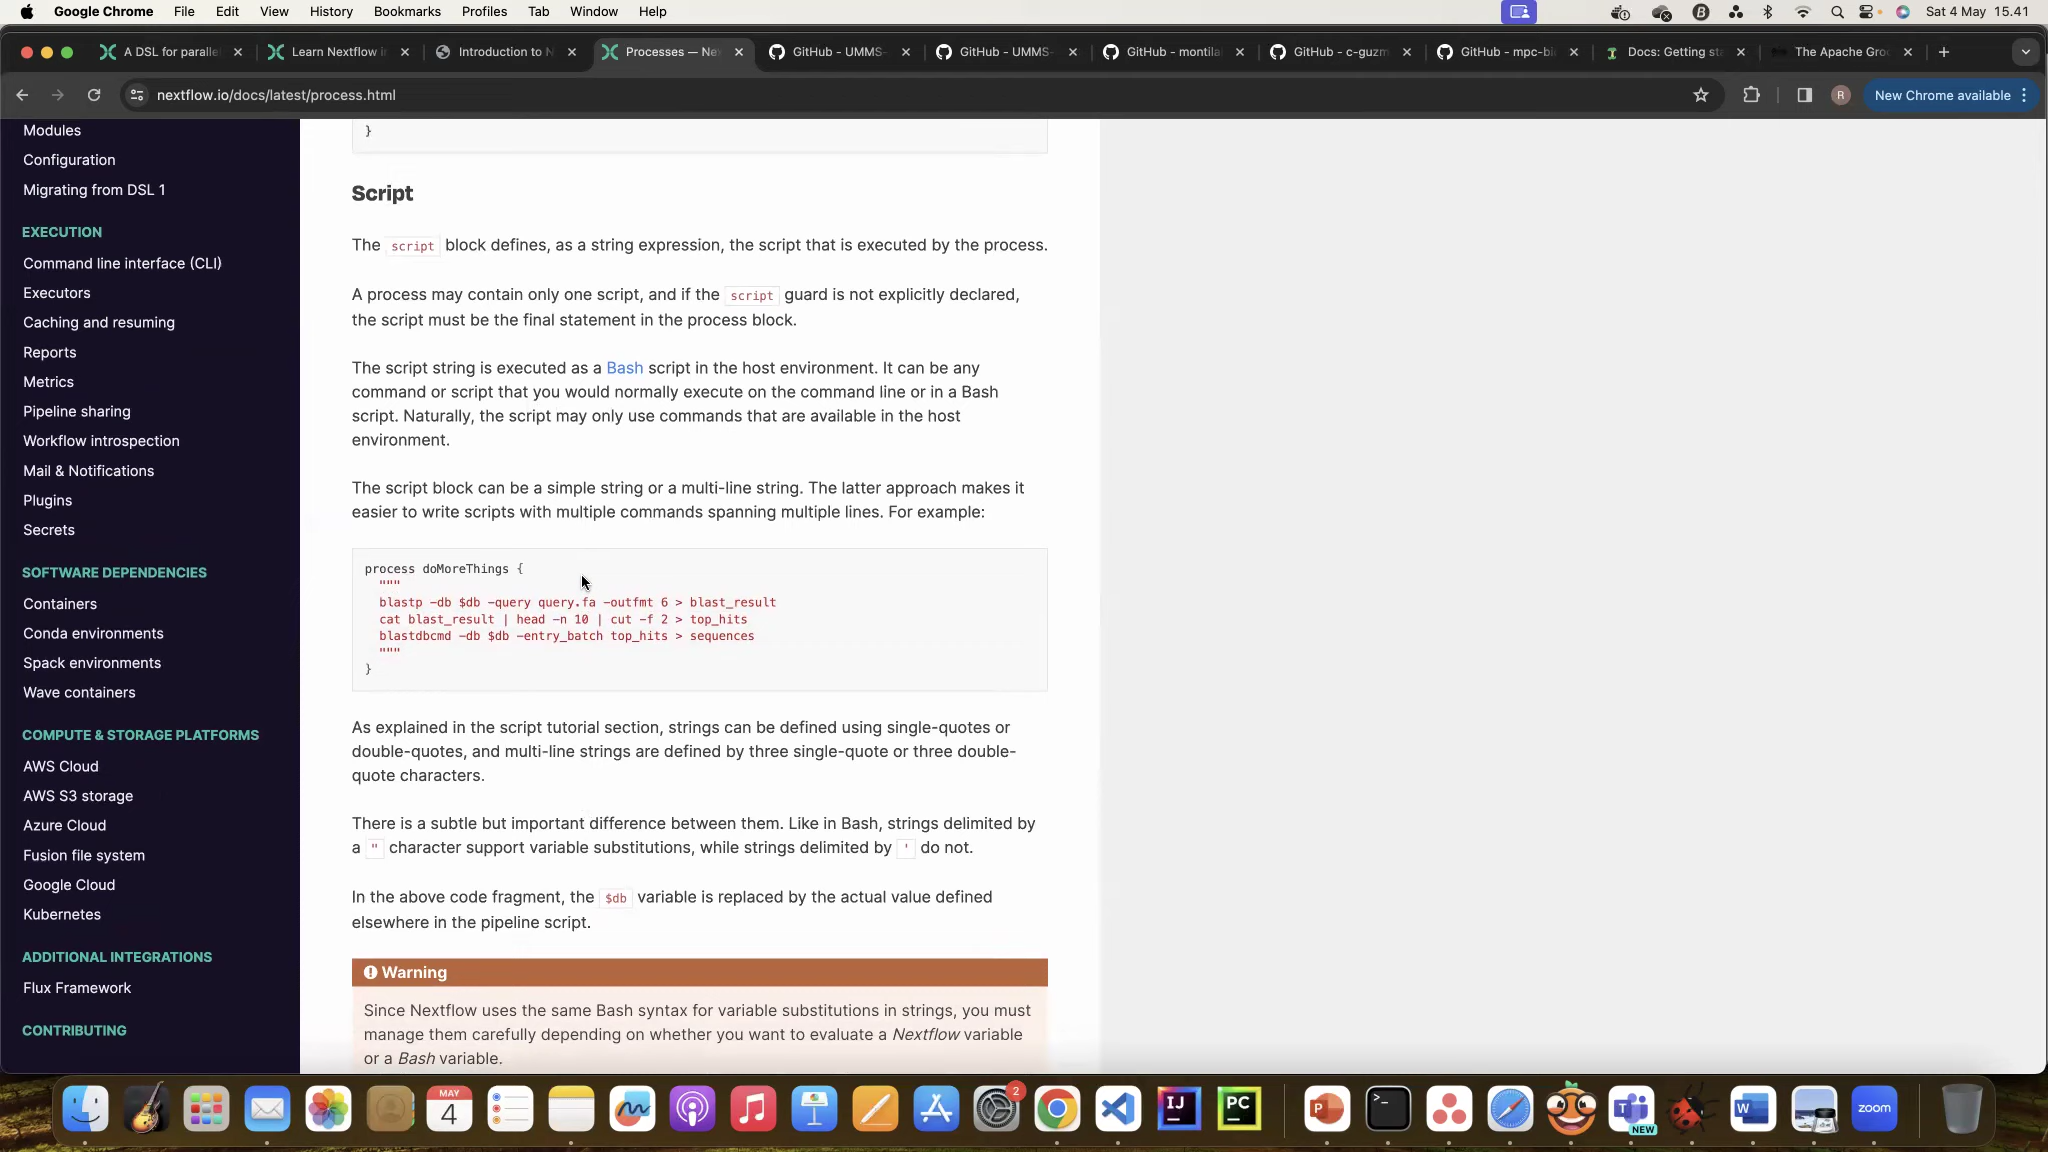 Google Chrome File Edit View History Bookmarks Profiles Tab Window Help Sat 4 May 15.41
A DSL for paralle Learn Nextflow i Introduction to N Processes — Ne GitHub - UMMS- GitHub - UMMS- GitHub - montila GitHub - c-guzm GitHub - mpc-bi Docs: Getting sta The Apache Gro
nextflow.io/docs/latest/process.html New Chrome available
Modules
Configuration
Migrating from DSL 1
EXECUTION
Command line interface (CLI)
Executors
Caching and resuming
Reports
Metrics
Pipeline sharing
Workflow introspection
Mail & Notifications
Plugins
Secrets
SOFTWARE DEPENDENCIES
Containers
Conda environments
Spack environments
Wave containers
COMPUTE & STORAGE PLATFORMS
AWS Cloud
AWS S3 storage
Azure Cloud
Fusion file system
Google Cloud
Kubernetes
ADDITIONAL INTEGRATIONS
Flux Framework
CONTRIBUTING
}
Script
The script block defines, as a string expression, the script that is executed by the process.
A process may contain only one script, and if the script guard is not explicitly declared,
the script must be the final statement in the process block.
The script string is executed as a Bash script in the host environment. It can be any
command or script that you would normally execute on the command line or in a Bash
script. Naturally, the script may only use commands that are available in the host
environment.
The script block can be a simple string or a multi-line string. The latter approach makes it
easier to write scripts with multiple commands spanning multiple lines. For example:
process doMoreThings {
"""
blastp -db $db -query query.fa -outfmt 6 > blast_result
cat blast_result | head -n 10 | cut -f 2 > top_hits
blastdbcmd -db $db -entry_batch top_hits > sequences
"""
}
As explained in the script tutorial section, strings can be defined using single-quotes or
double-quotes, and multi-line strings are defined by three single-quote or three double-
quote characters.
There is a subtle but important difference between them. Like in Bash, strings delimited by
a " character support variable substitutions, while strings delimited by ' do not.
In the above code fragment, the $db variable is replaced by the actual value defined
elsewhere in the pipeline script.
Warning
Since Nextflow uses the same Bash syntax for variable substitutions in strings, you must
manage them carefully depending on whether you want to evaluate a Nextflow variable
or a Bash variable.
MAY
4
2
IJ
PC
P
>_
NEW
W
zoom